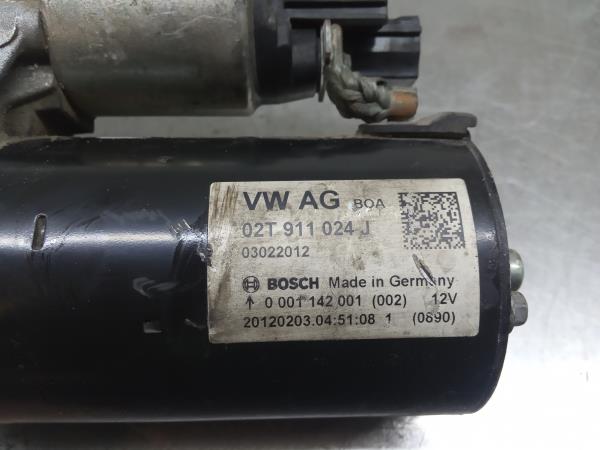 VW AG BOA
02T 911 024 J
03022012
BOSCH Made in Germany
↑ 0 001 142 001 (002) 12V
20120203.04:51:08 1 (0890)